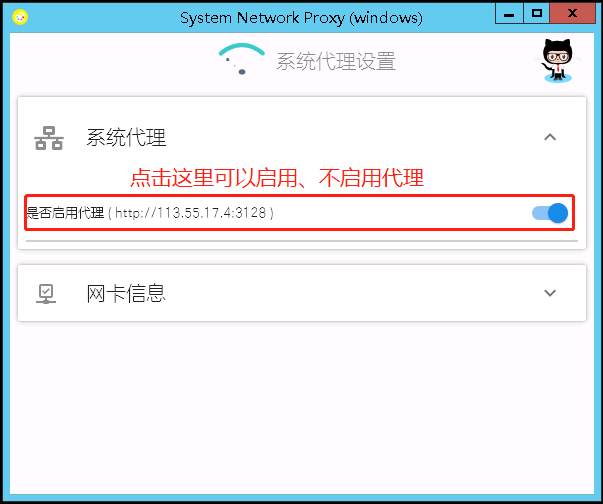 System Network Proxy (windows)
系统代理设置
系统代理
点击这里可以启用、不启用代理
是否启用代理 ( http://113.55.17.4:3128 )
网卡信息